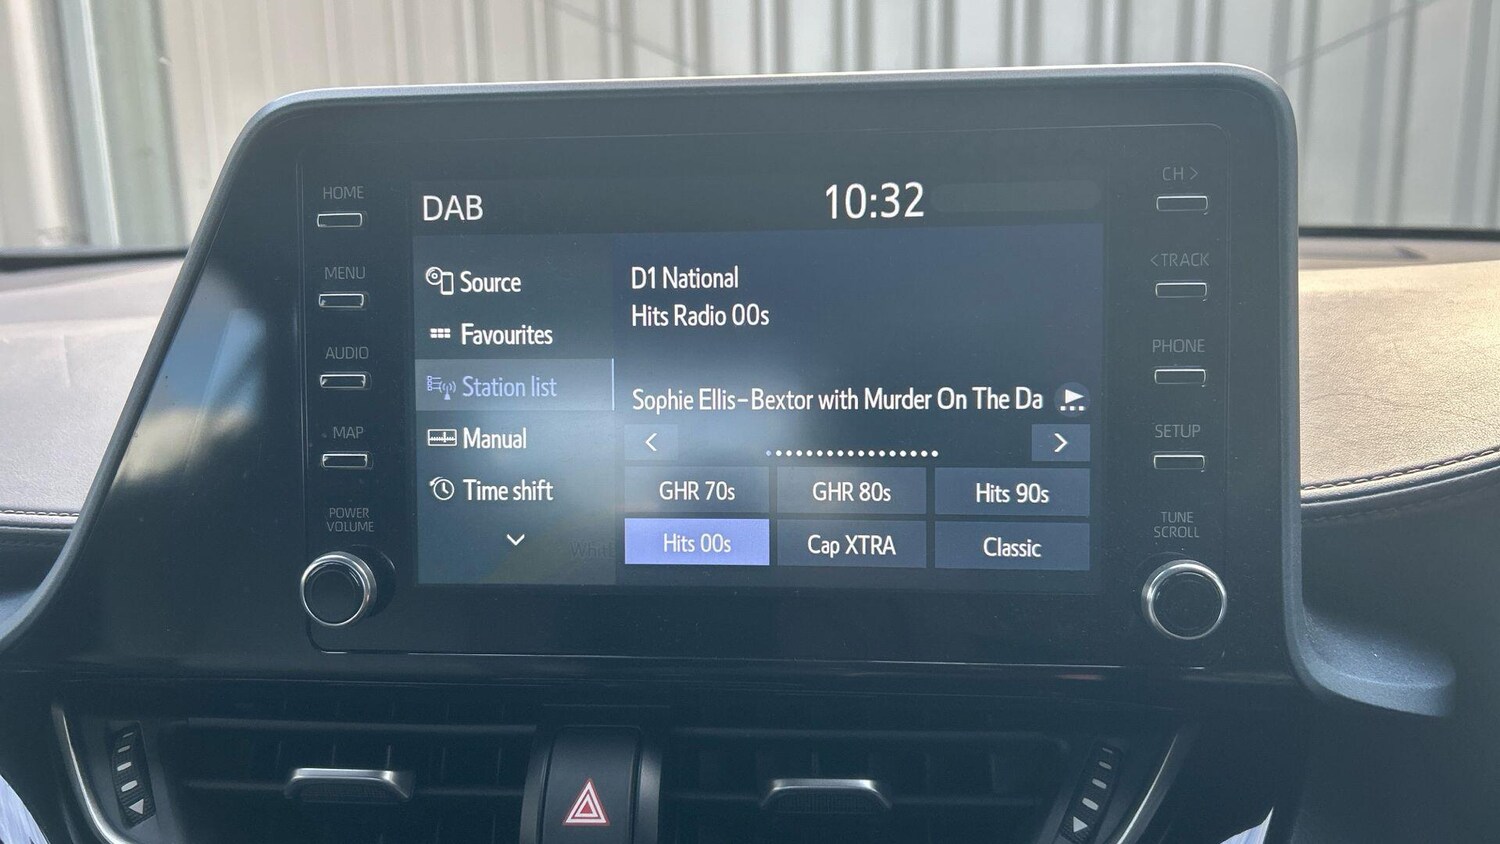 HOME
MENU
AUDIO
MAP
POWER
VOLUME
DAB
10:32
Source
Favourites
Station list
Manual
Time shift
D1 National
Hits Radio 00s
Sophie Ellis-Bextor with Murder On The Da
<
>
GHR 70s
GHR 80s
Hits 90s
Hits 00s
Cap XTRA
Classic
CH >
< TRACK
PHONE
SETUP
TUNE
SCROLL